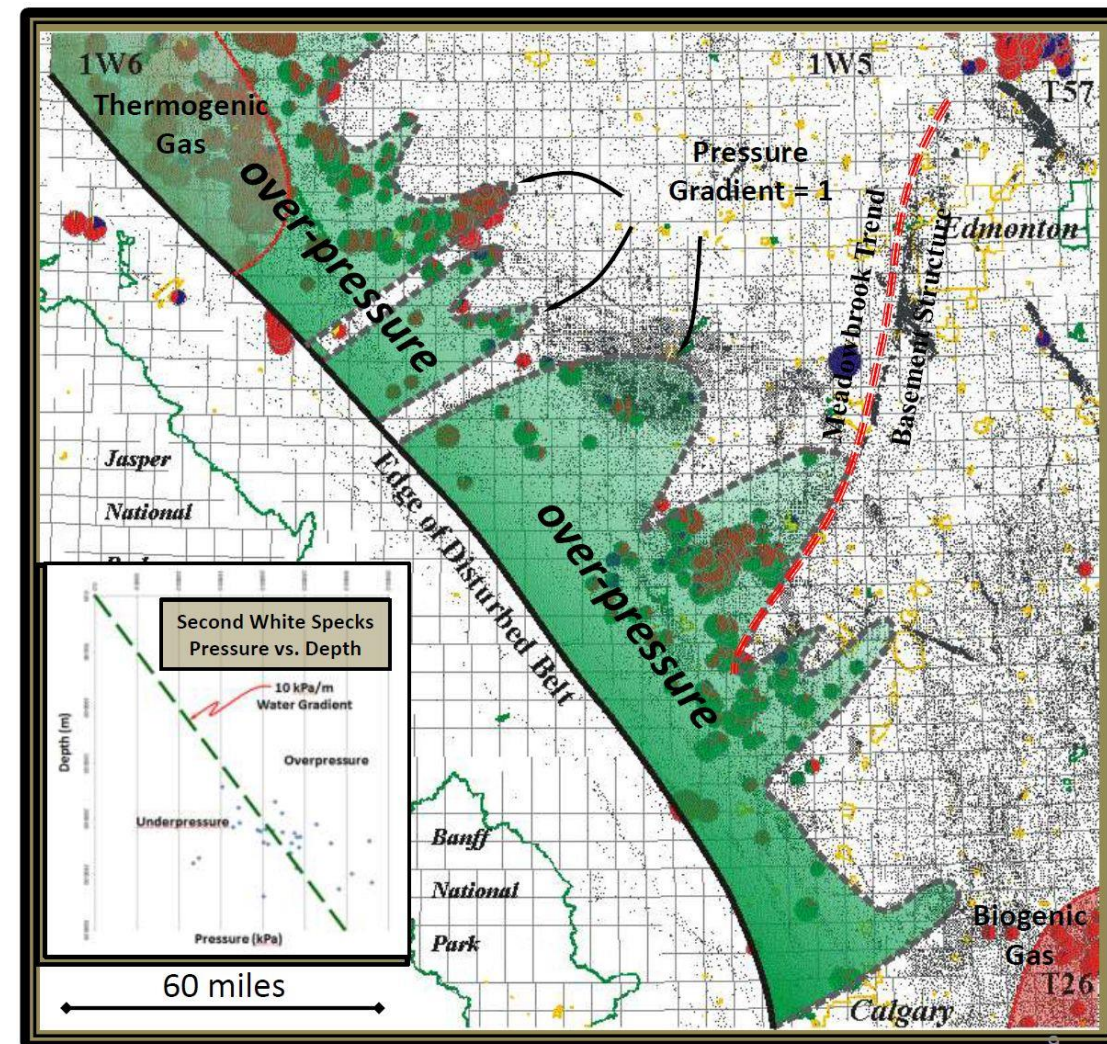 1W6
1W5
T57
Thermogenic
Gas
over-pressure
Pressure
Gradient = 1
Meadowbrook Trend
Basement Structure
Edmonton
Jasper
National
Edge of Disturbed Belt
over-pressure
Second White Specks
Pressure vs. Depth
10 kPa/m
Water Gradient
Depth (m)
Overpressure
Underpressure
Pressure (kPa)
Banff
National
Park
Biogenic
Gas
T26
Calgary
60 miles